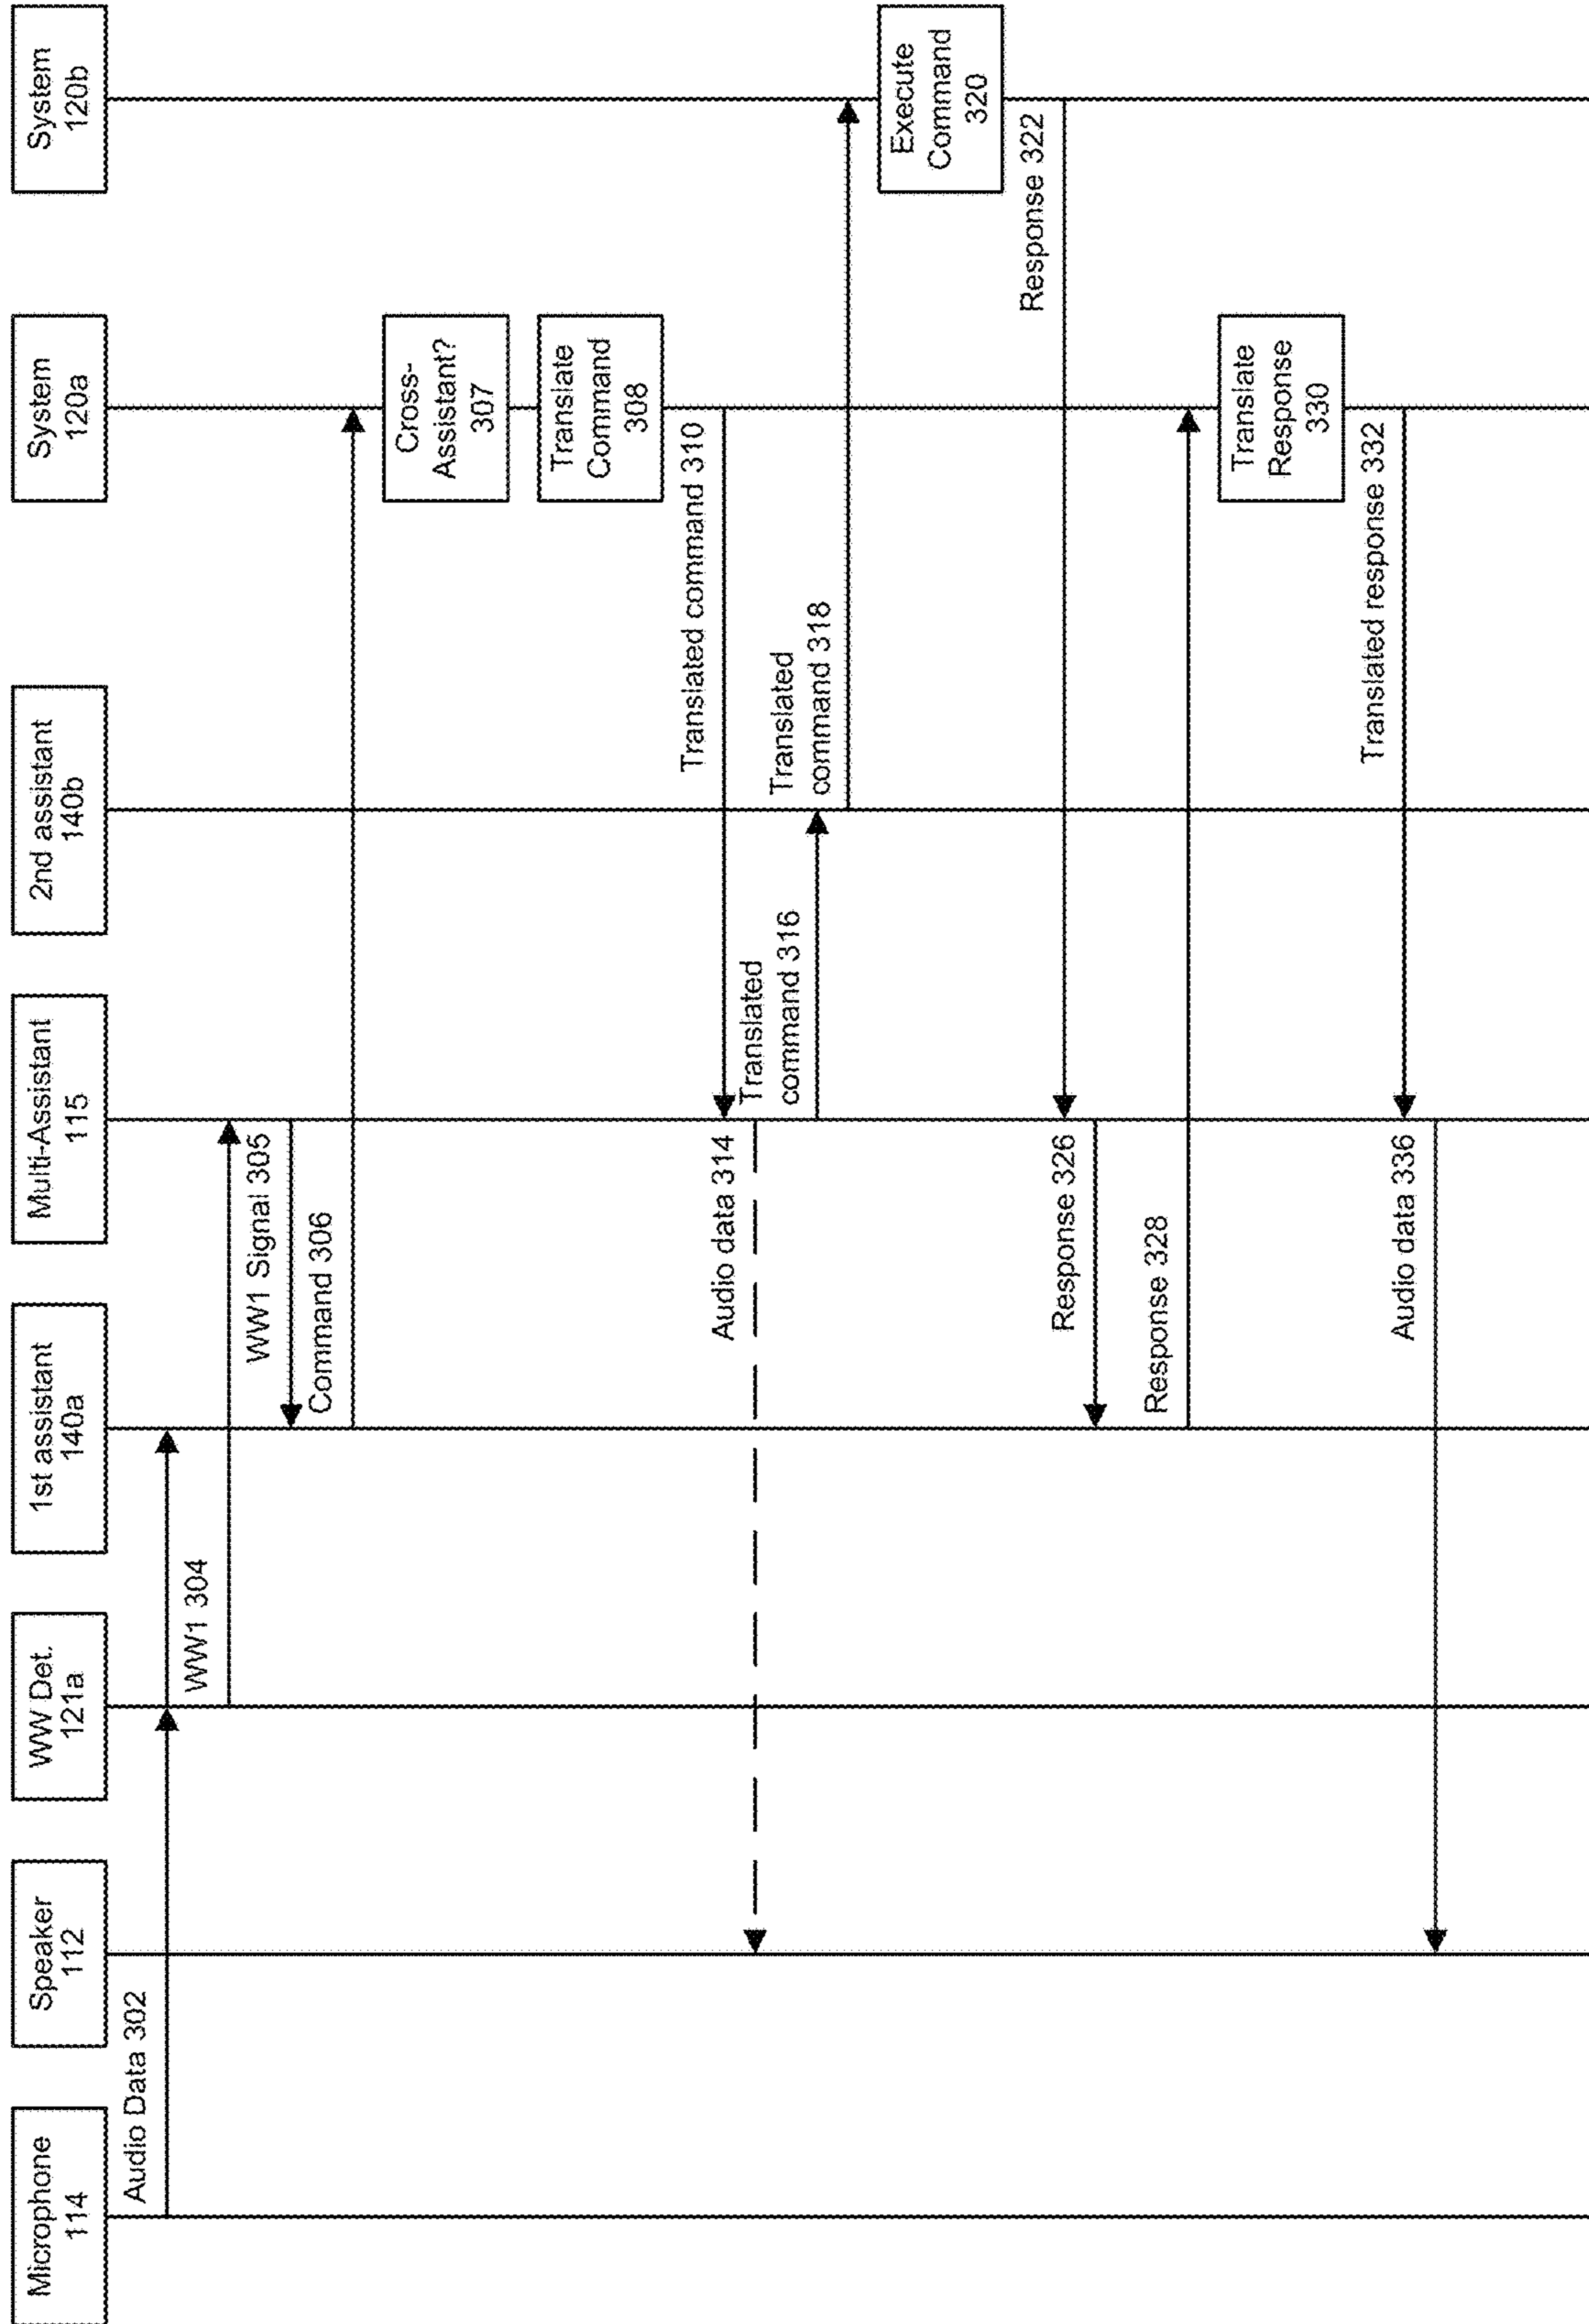 Microphone
114
Speaker
112
WW Det.
121a
1st assistant
140a
Multi-Assistant
115
2nd assistant
140b
System
120a
System
120b
Audio Data 302
WW1 304
WW1 Signal 305
Command 306
Cross-
Assistant?
307
Translate
Command
308
Translated command 310
Audio data 314
Translated
command 316
Translated
command 318
Execute
Command
320
Response 322
Response 326
Response 328
Translate
Response
330
Translated response 332
Audio data 336